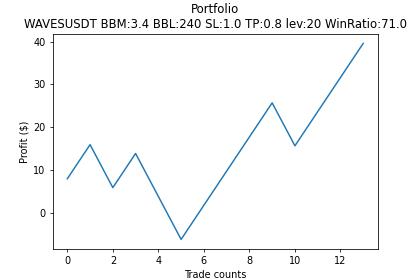 Portfolio
WAVESUSDT BBM:3.4 BBL:240 SL:1.0 TP:0.8 lev:20 WinRatio:71.0
40
30
20
10
0
Profit ($)
0 2 4 6 8 10 12
Trade counts